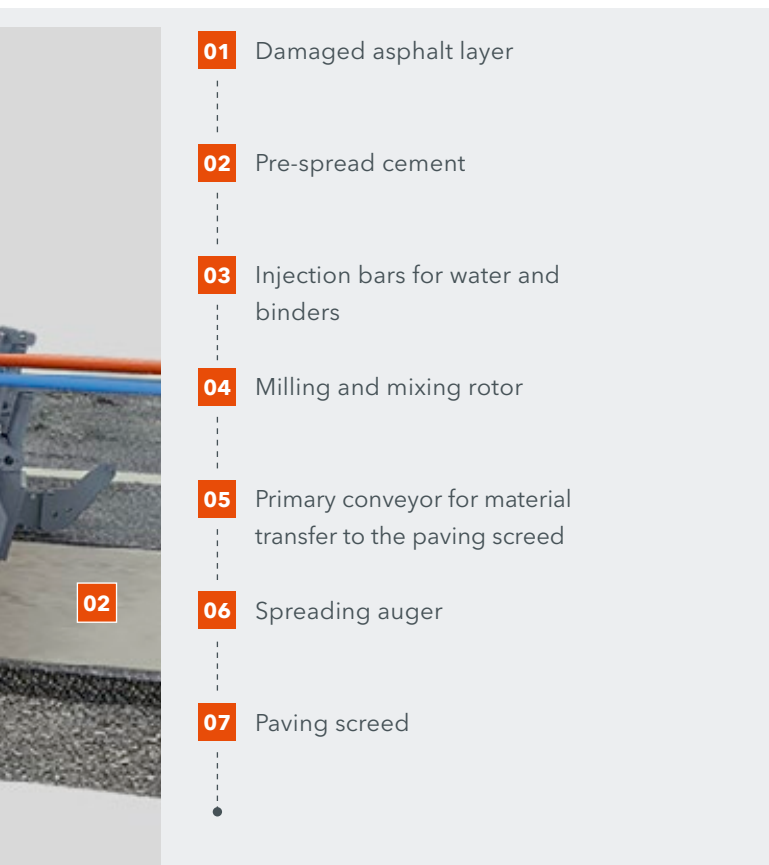 01 Damaged asphalt layer
02 Pre-spread cement
03 Injection bars for water and
binders
04 Milling and mixing rotor
05 Primary conveyor for material
transfer to the paving screed
02
06 Spreading auger
07 Paving screed